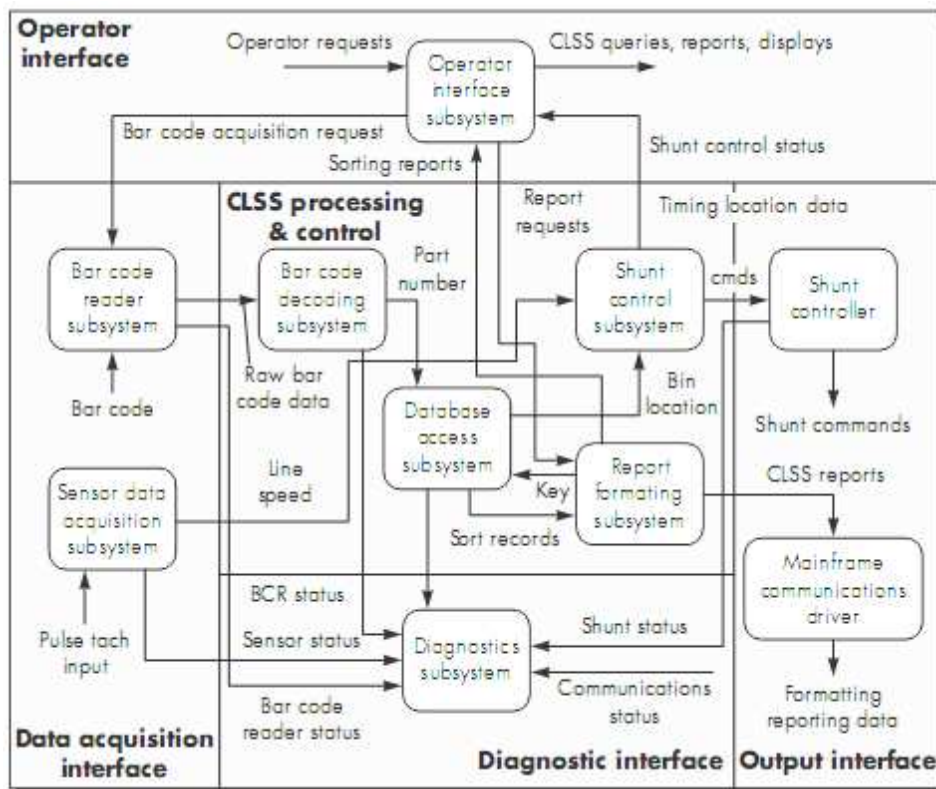 Operator
interface
Operator requests
CLSS queries, reports, displays
Operator
interface
subsystem
Bar code acquisition request
Sorting reports
Shunt control status
CLSS processing
& control
Report
requests
Timing location data
Bar code
reader
subsystem
Bar code
decoding
subsystem
Part
number
Shunt
control
subsystem
cmds
Shunt
controller
Bar code
Raw bar
code data
Bin
location
Shunt commands
Database
access
subsystem
Line
speed
Key
Report
formating
subsystem
CLSS reports
Sensor data
acquisition
subsystem
Sort records
Mainframe
communications
driver
BCR status
Pulse tach
input
Sensor status
Diagnostics
subsystem
Shunt status
Bar code
reader status
Communications
status
Formatting
reporting data
Data acquisition
interface
Diagnostic interface
Output interface